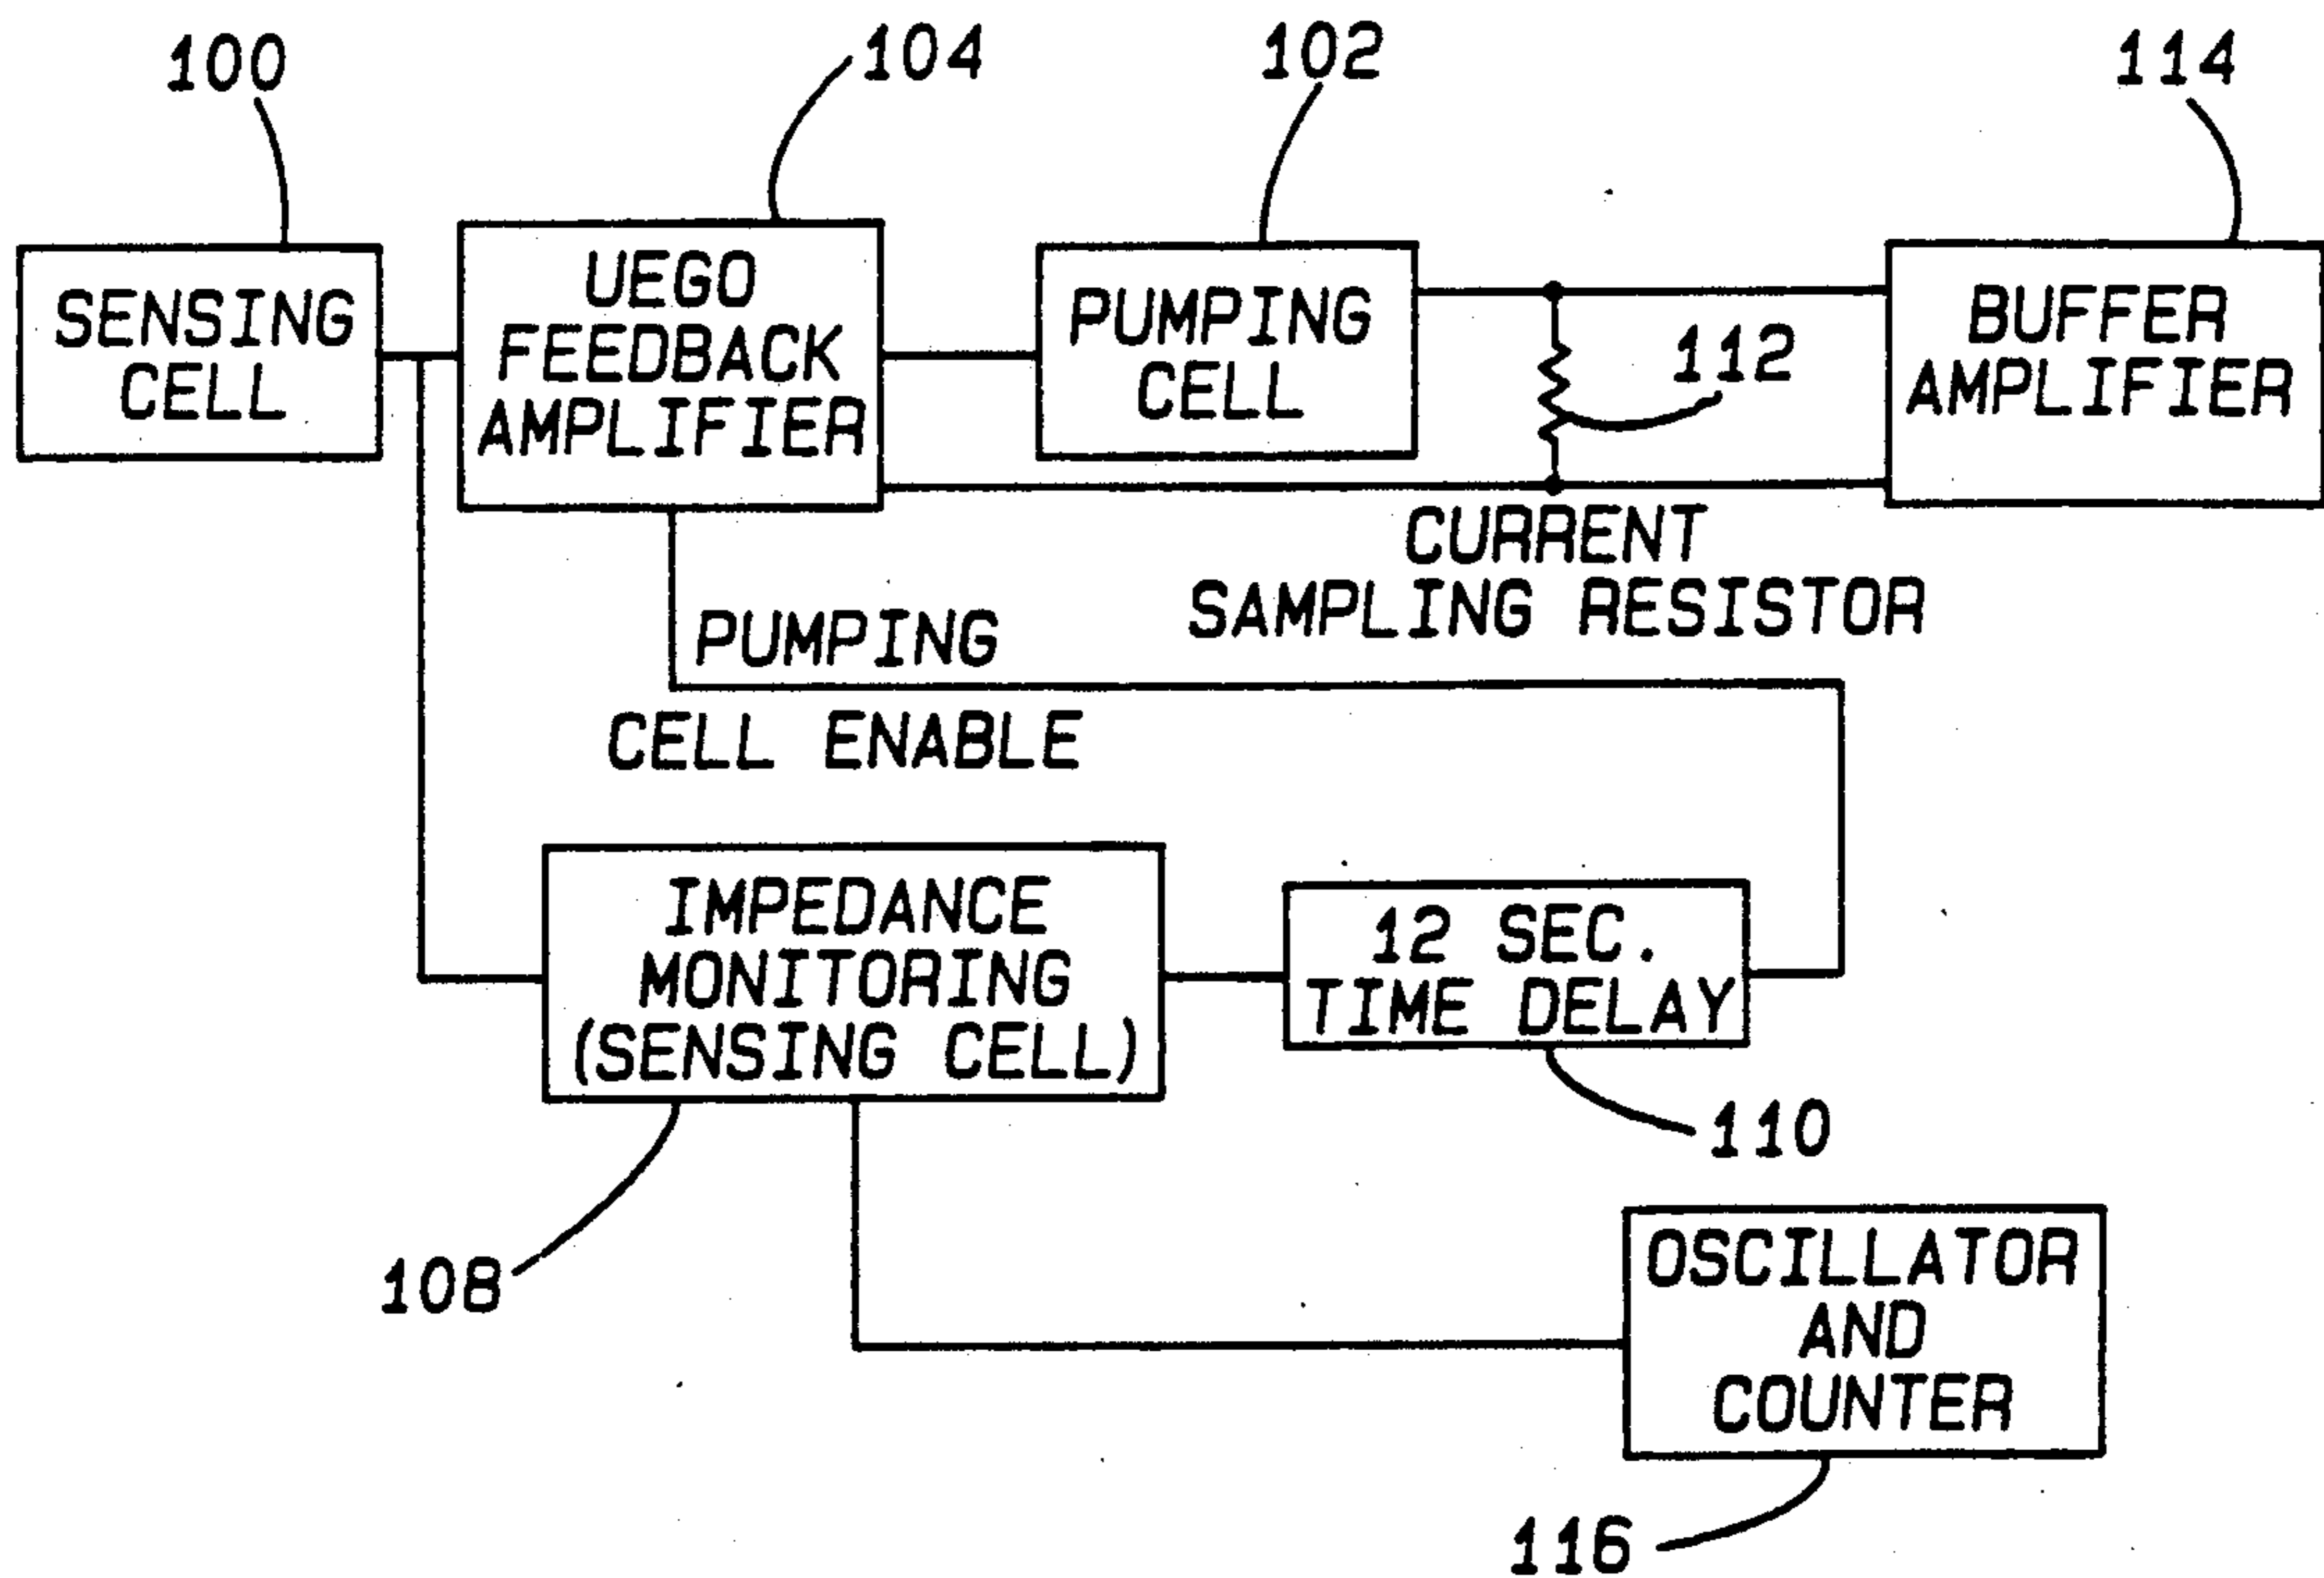 100
104
102
114
SENSING
CELL
UEGO
FEEDBACK
AMPLIFIER
PUMPING
CELL
112
BUFFER
AMPLIFIER
CURRENT
SAMPLING RESISTOR
PUMPING
CELL ENABLE
IMPEDANCE
MONITORING
(SENSING CELL)
12 SEC.
TIME DELAY
110
108
OSCILLATOR
AND
COUNTER
116